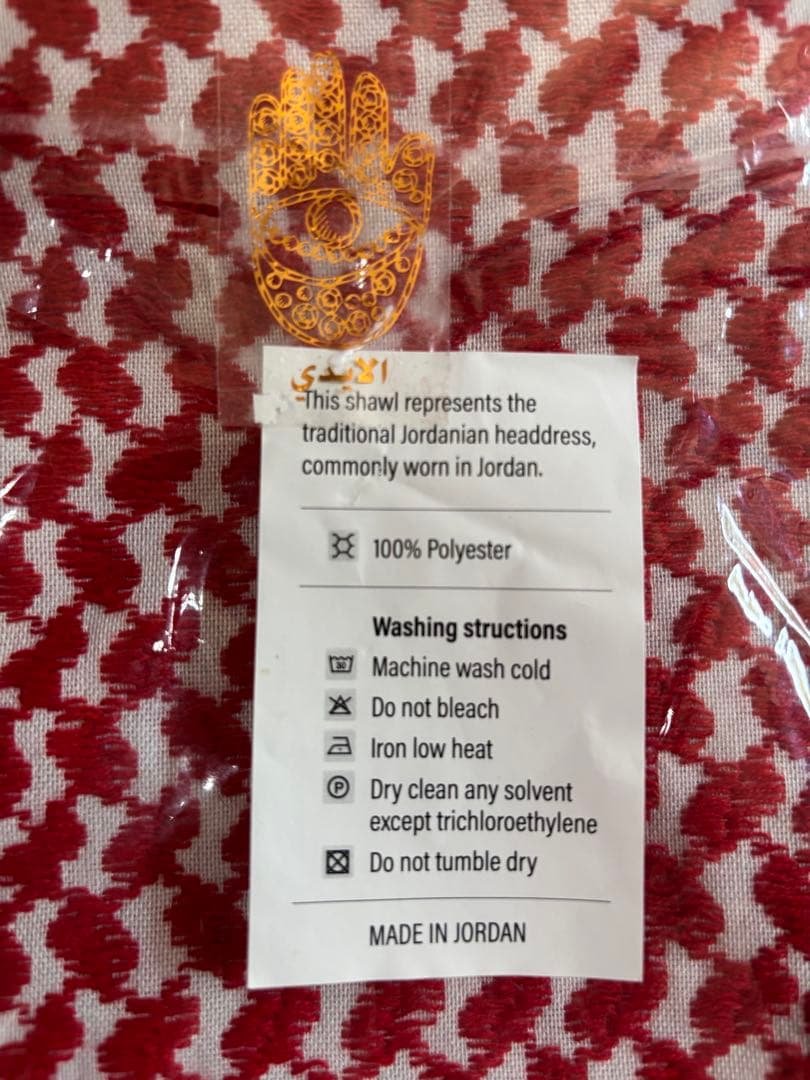 الايدي
This shawl represents the
traditional Jordanian headdress,
commonly worn in Jordan.
100% Polyester
Washing structions
30
Machine wash cold
Do not bleach
Iron low heat
P
Dry clean any solvent
except trichloroethylene
Do not tumble dry
MADE IN JORDAN